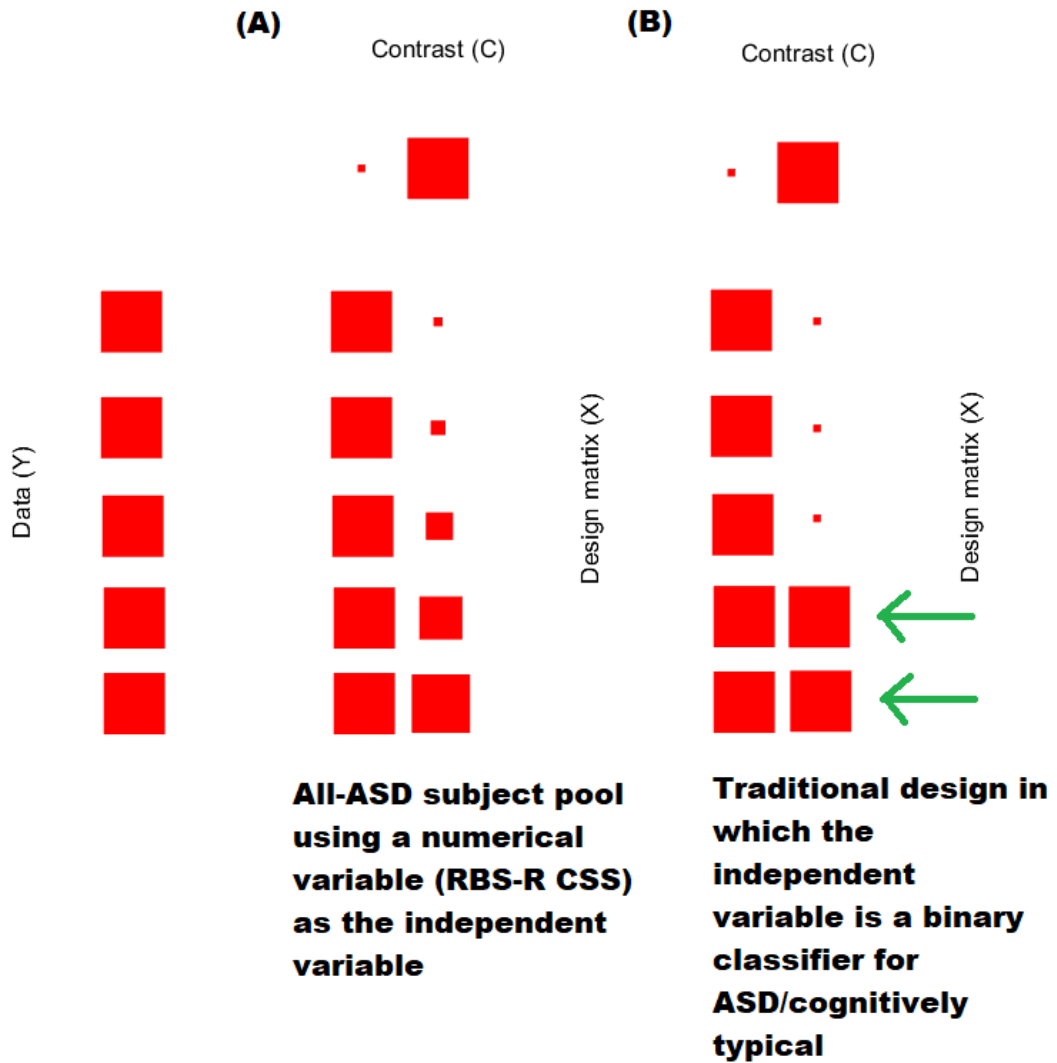 (A)
Contrast (C)
(B)
Contrast (C)
Data (Y)
Design matrix (X)
Design matrix (X)
All-ASD subject pool
using a numerical
variable (RBS-R CSS)
as the independent
variable
Traditional design in
which the
independent
variable is a binary
classifier for
ASD/cognitively
typical